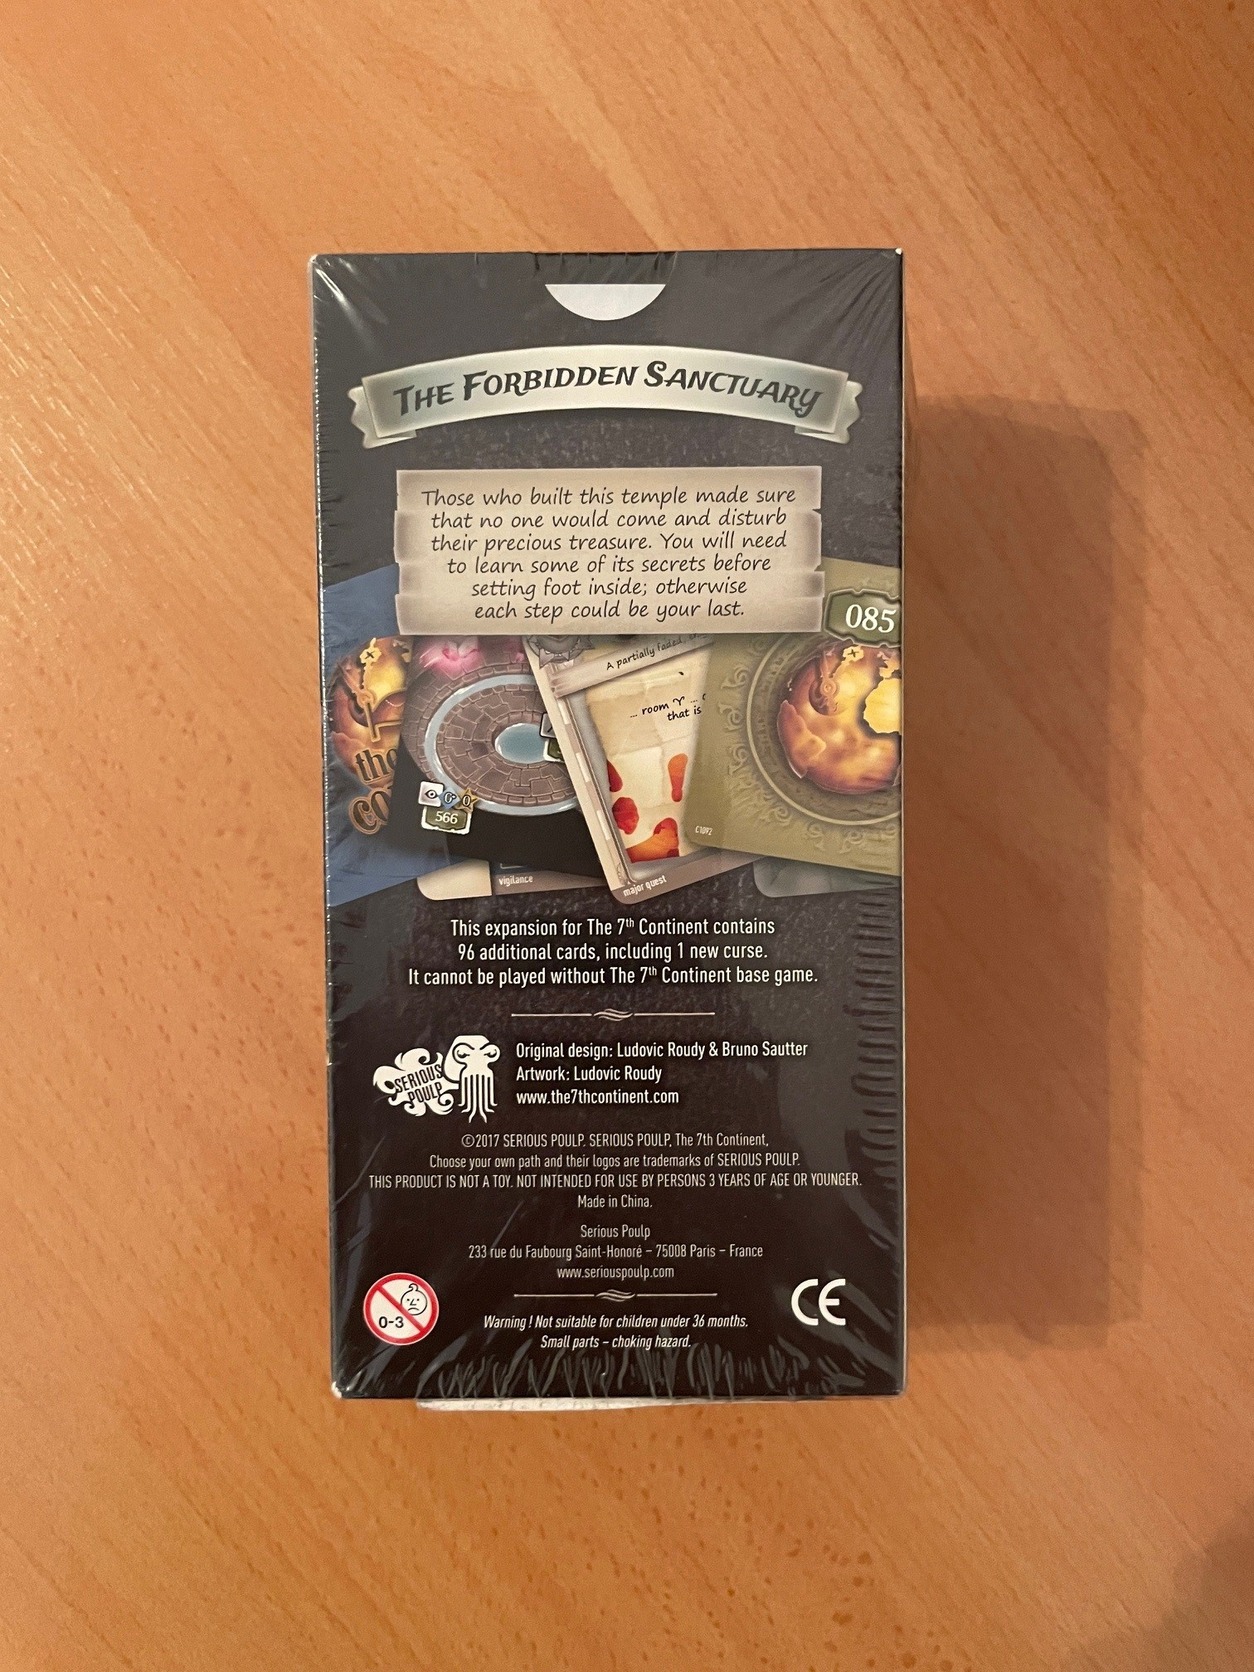 THE FORBIDDEN SANCTUARY
Those who built this temple made sure
that no one would come and disturb
their precious treasure. You will need
to learn some of its secrets before
setting foot inside; otherwise
each step could be your last.
085
A partially faded
... room ♈ ...
that is
the
566
C1092
vigilance
major quest
This expansion for The 7th Continent contains
96 additional cards, including 1 new curse.
It cannot be played without The 7th Continent base game.
SERIOUS
POULP
Original design: Ludovic Roudy & Bruno Sautter
Artwork: Ludovic Roudy
www.the7thcontinent.com
©2017 SERIOUS POULP. SERIOUS POULP, The 7th Continent,
Choose your own path and their logos are trademarks of SERIOUS POULP.
THIS PRODUCT IS NOT A TOY. NOT INTENDED FOR USE BY PERSONS 3 YEARS OF AGE OR YOUNGER.
Made in China.
Serious Poulp
233 rue du Faubourg Saint-Honoré – 75008 Paris – France
www.seriouspoulp.com
0-3
CE
Warning ! Not suitable for children under 36 months.
Small parts – choking hazard.